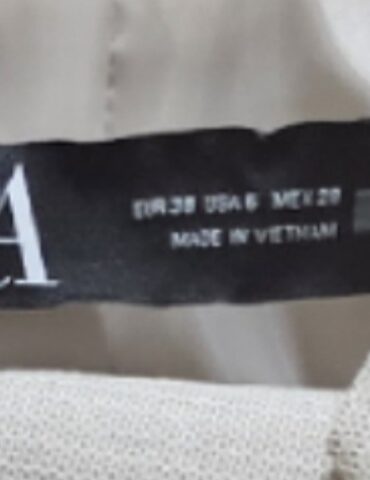 A
EUR 38 USA 6 MEX 28
MADE IN VIETNAM